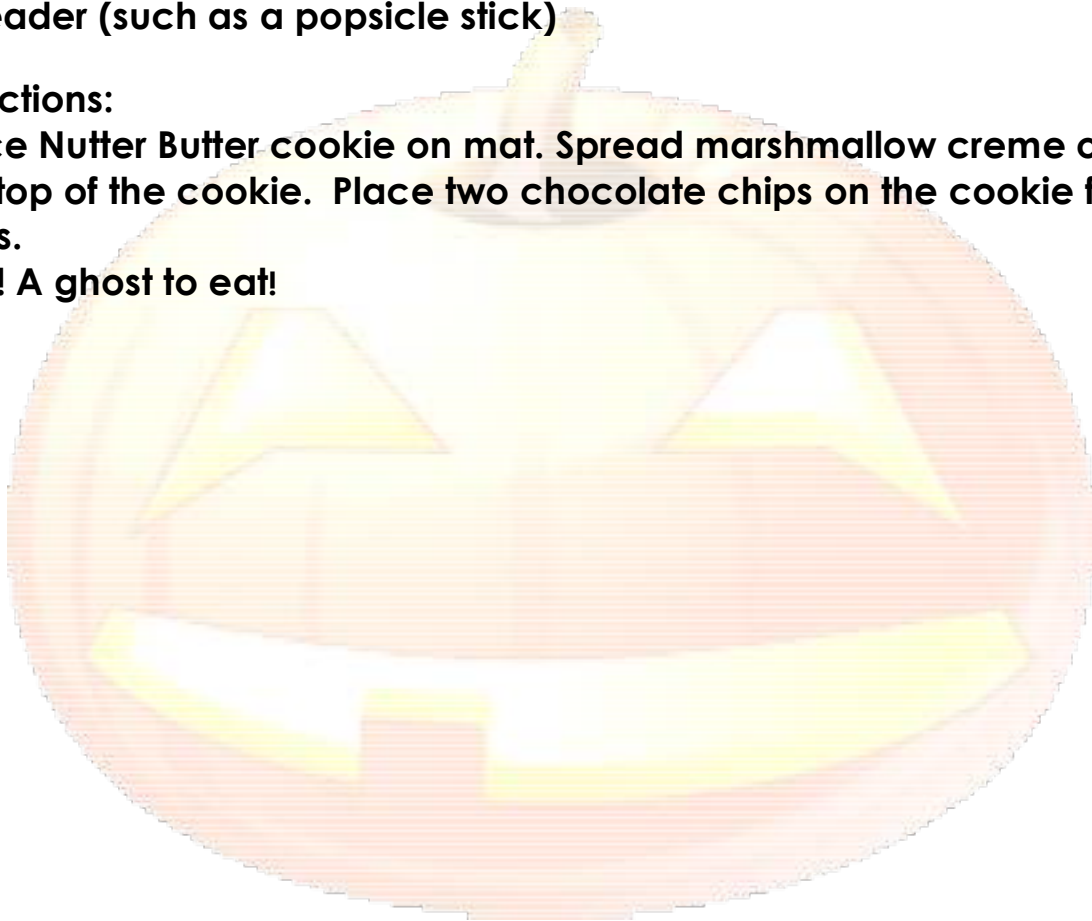 eader (such as a popsicle stick)
ctions:
ce Nutter Butter cookie on mat. Spread marshmallow creme o
top of the cookie.  Place two chocolate chips on the cookie f
s.
! A ghost to eat!